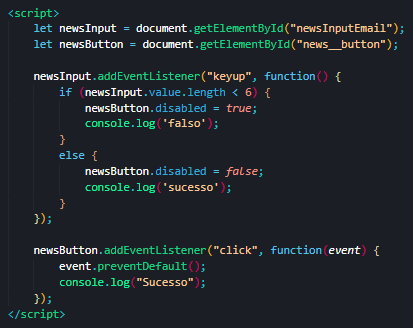 <script>
let newsInput = document.getElementById("newsInputEmail");
let newsButton = document.getElementById("news__button");
newsInput.addEventListener("keyup", function() {
if (newsInput.value.length < 6) {
newsButton.disabled = true;
console.log('falso');
}
else {
newsButton.disabled = false;
console.log('sucesso');
}
});
newsButton.addEventListener("click", function(event) {
event.preventDefault();
console.log("Sucesso");
});
</script>